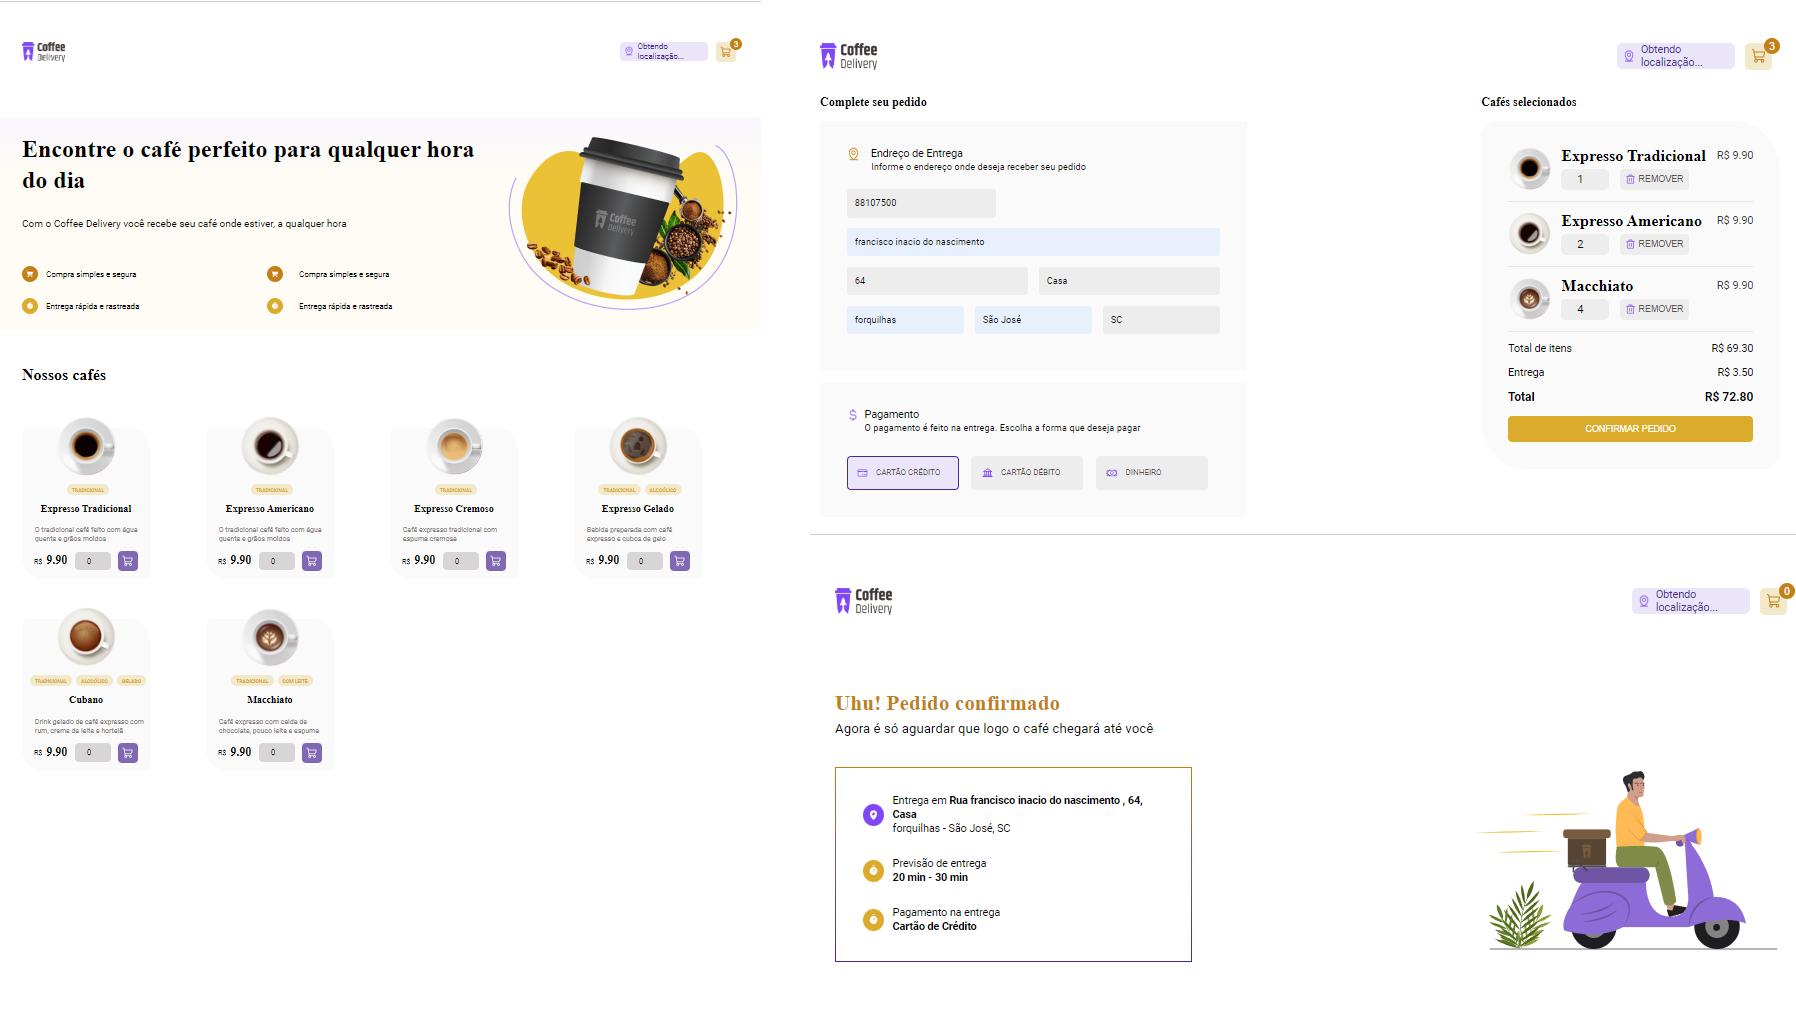 Coffee
Delivery
Obtendo
localização...
3
Encontre o café perfeito para qualquer hora
do dia
Com o Coffee Delivery você recebe seu café onde estiver, a qualquer hora
Compra simples e segura
Compra simples e segura
Entrega rápida e rastreada
Entrega rápida e rastreada
Coffee
Delivery
Nossos cafés
TRADICIONAL
Expresso Tradicional
O tradicional café feito com água
quente e grãos moídos
R$ 9.90 0
TRADICIONAL
Expresso Americano
O tradicional café feito com água
quente e grãos moídos
R$ 9.90 0
TRADICIONAL
Expresso Cremoso
Café expresso tradicional com
espuma cremosa
R$ 9.90 0
TRADICIONAL ALCOÓLICO
Expresso Gelado
Bebida preparada com café
expresso e cubos de gelo
R$ 9.90 0
TRADICIONAL ALCOÓLICO GELADO
Cubano
Drink gelado de café expresso com
rum, creme de leite e hortelã
R$ 9.90 0
TRADICIONAL COM LEITE
Macchiato
Café expresso com calda de
chocolate, pouco leite e espuma
R$ 9.90 0
Coffee
Delivery
Obtendo
localização...
3
Complete seu pedido
Endreço de Entrega
Informe o endereço onde deseja receber seu pedido
88107500
francisco inacio do nascimento
64 Casa
forquilhas São José SC
Pagamento
O pagamento é feito na entrega. Escolha a forma que deseja pagar
CARTÃO CRÉDITO CARTÃO DÉBITO DINHEIRO
Cafés selecionados
Expresso Tradicional R$ 9.90
1 REMOVER
Expresso Americano R$ 9.90
2 REMOVER
Macchiato R$ 9.90
4 REMOVER
Total de itens R$ 69.30
Entrega R$ 3.50
Total R$ 72.80
CONFIRMAR PEDIDO
Coffee
Delivery
Obtendo
localização...
0
Uhu! Pedido confirmado
Agora é só aguardar que logo o café chegará até você
Entrega em Rua francisco inacio do nascimento , 64,
Casa
forquilhas - São José, SC
Previsão de entrega
20 min - 30 min
Pagamento na entrega
Cartão de Crédito